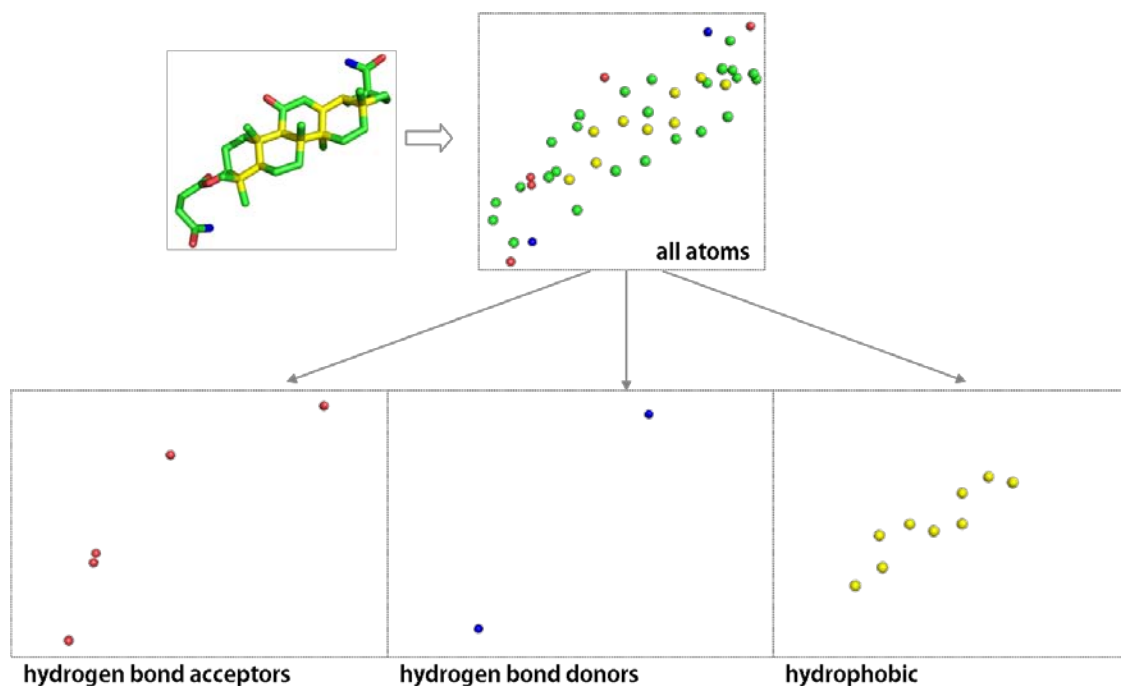 all atoms
hydrogen bond acceptors
hydrogen bond donors
hydrophobic